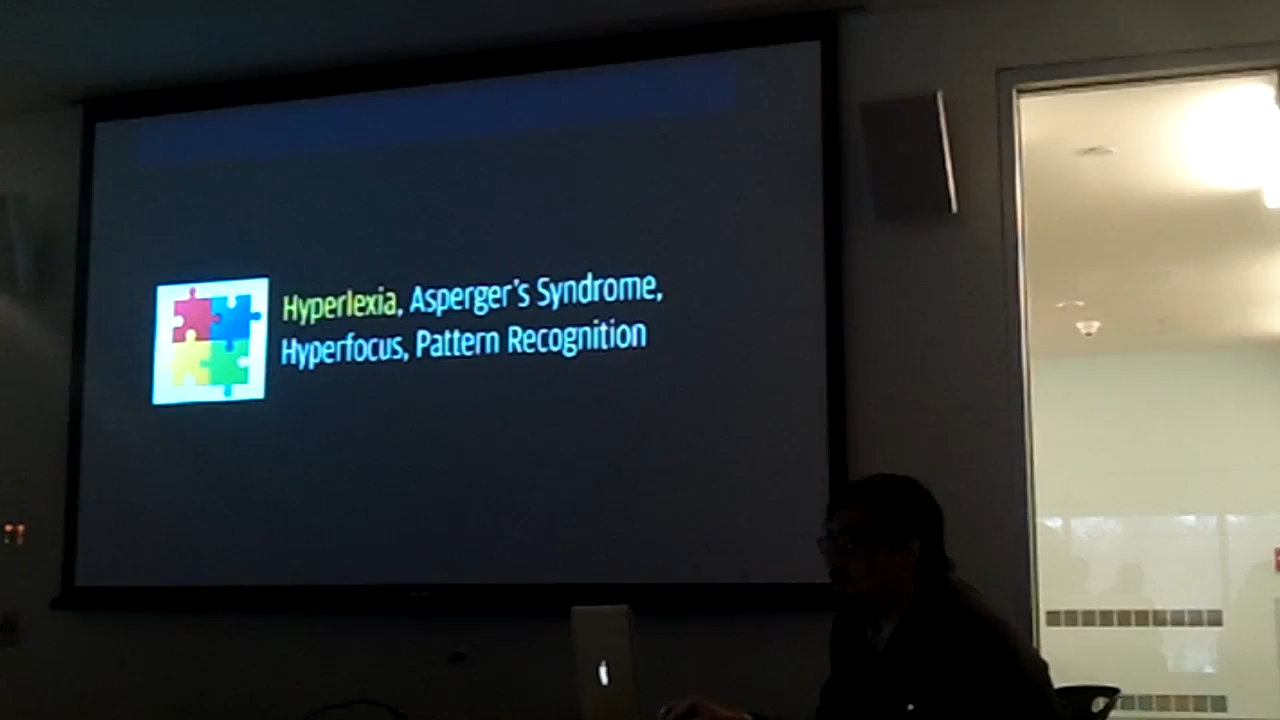 Hyperlexia, Asperger's Syndrome,
Hyperfocus, Pattern Recognition